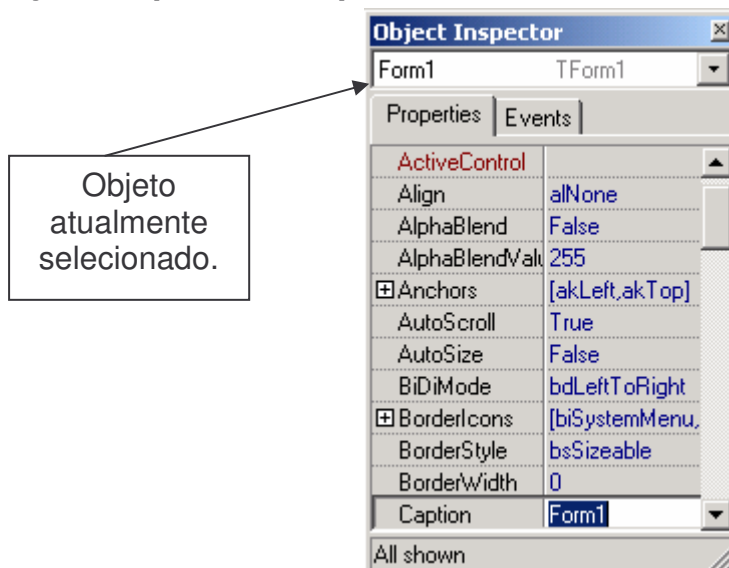 Object Inspector
Form1 TForm1
Properties Events
Objeto
atualmente
selecionado.
ActiveControl
Align alNone
AlphaBlend False
AlphaBlendValu 255
Anchors [akLeft,akTop]
AutoScroll True
AutoSize False
BiDiMode bdLeftToRight
BorderIcons [biSystemMenu,
BorderStyle bsSizeable
BorderWidth 0
Caption Form1
All shown